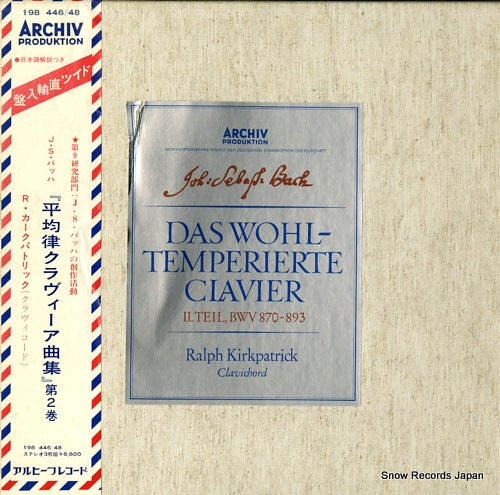 198 446/48
ARCHIV
PRODUKTION
●日本語解説つき
ドイツ直輸入盤
★第9研究部門・J・S・バッハの創作活動
J・S・バッハ
『平均律クラヴィーア曲集』第2巻
R・カークパトリック(クラヴィコード)
198 446/48
ステレオ3枚組¥6,600
アルヒーフレコード
ARCHIV
PRODUKTION
Joh: Sebast: Bach
DAS WOHL-
TEMPERIERTE
CLAVIER
II. TEIL, BWV 870-893
Ralph Kirkpatrick
Clavichord
Snow Records Japan